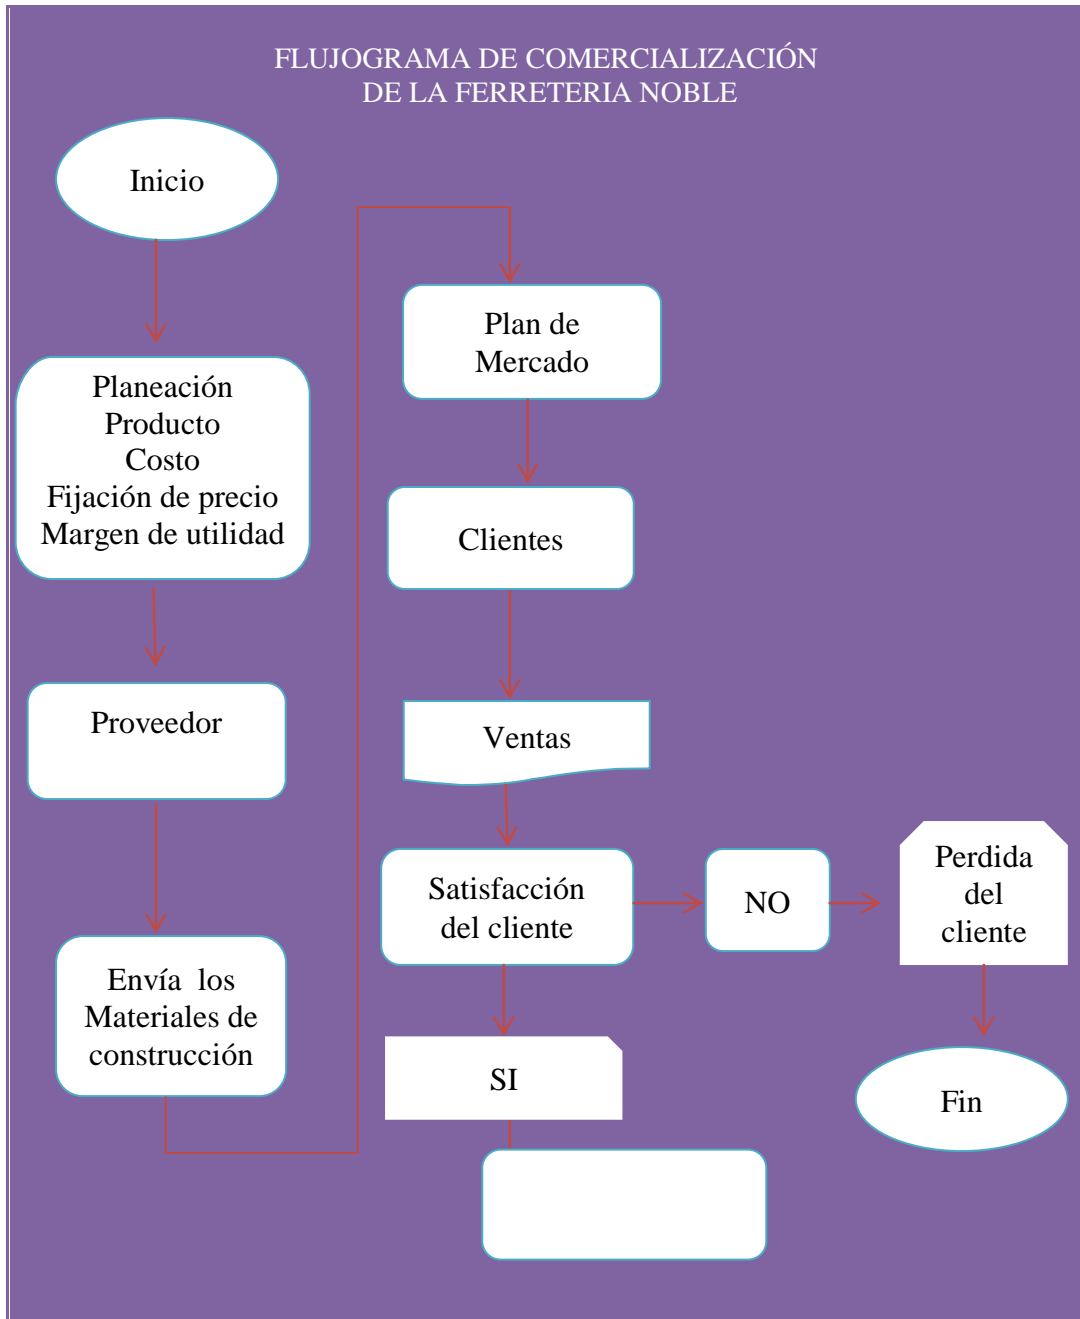 FLUJOGRAMA DE COMERCIALIZACIÓN
DE LA FERRETERIA NOBLE
Inicio
Planeación
Producto
Costo
Fijación de precio
Margen de utilidad
Proveedor
Envía  los
Materiales de
construcción
Plan de
Mercado
Clientes
Ventas
Satisfacción
del cliente
NO
Perdida
del
cliente
Fin
SI